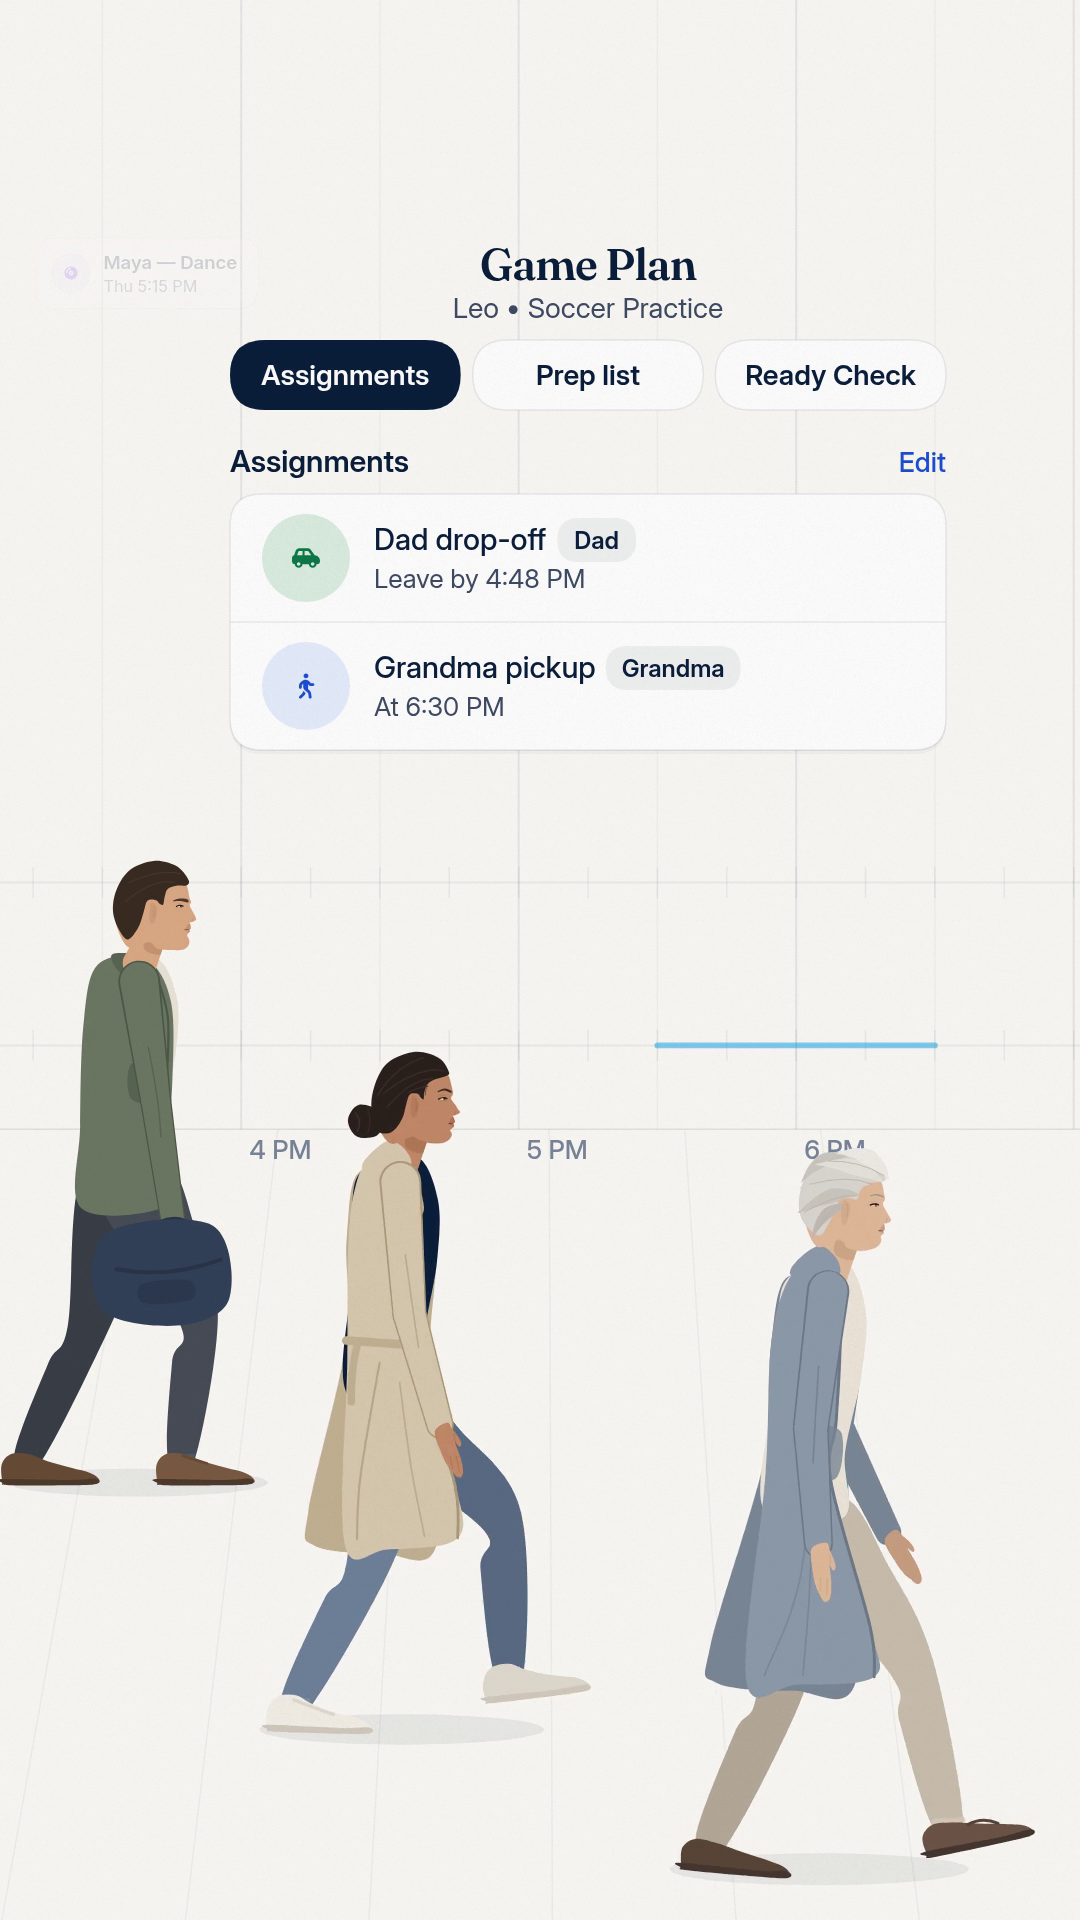 Maya — Dance
Thu 5:15 PM
Game Plan
Leo • Soccer Practice
Assignments
Prep list
Ready Check
Assignments
Edit
Dad drop-off
Dad
Leave by 4:48 PM
Grandma pickup
Grandma
At 6:30 PM
4 PM
5 PM
6 PM